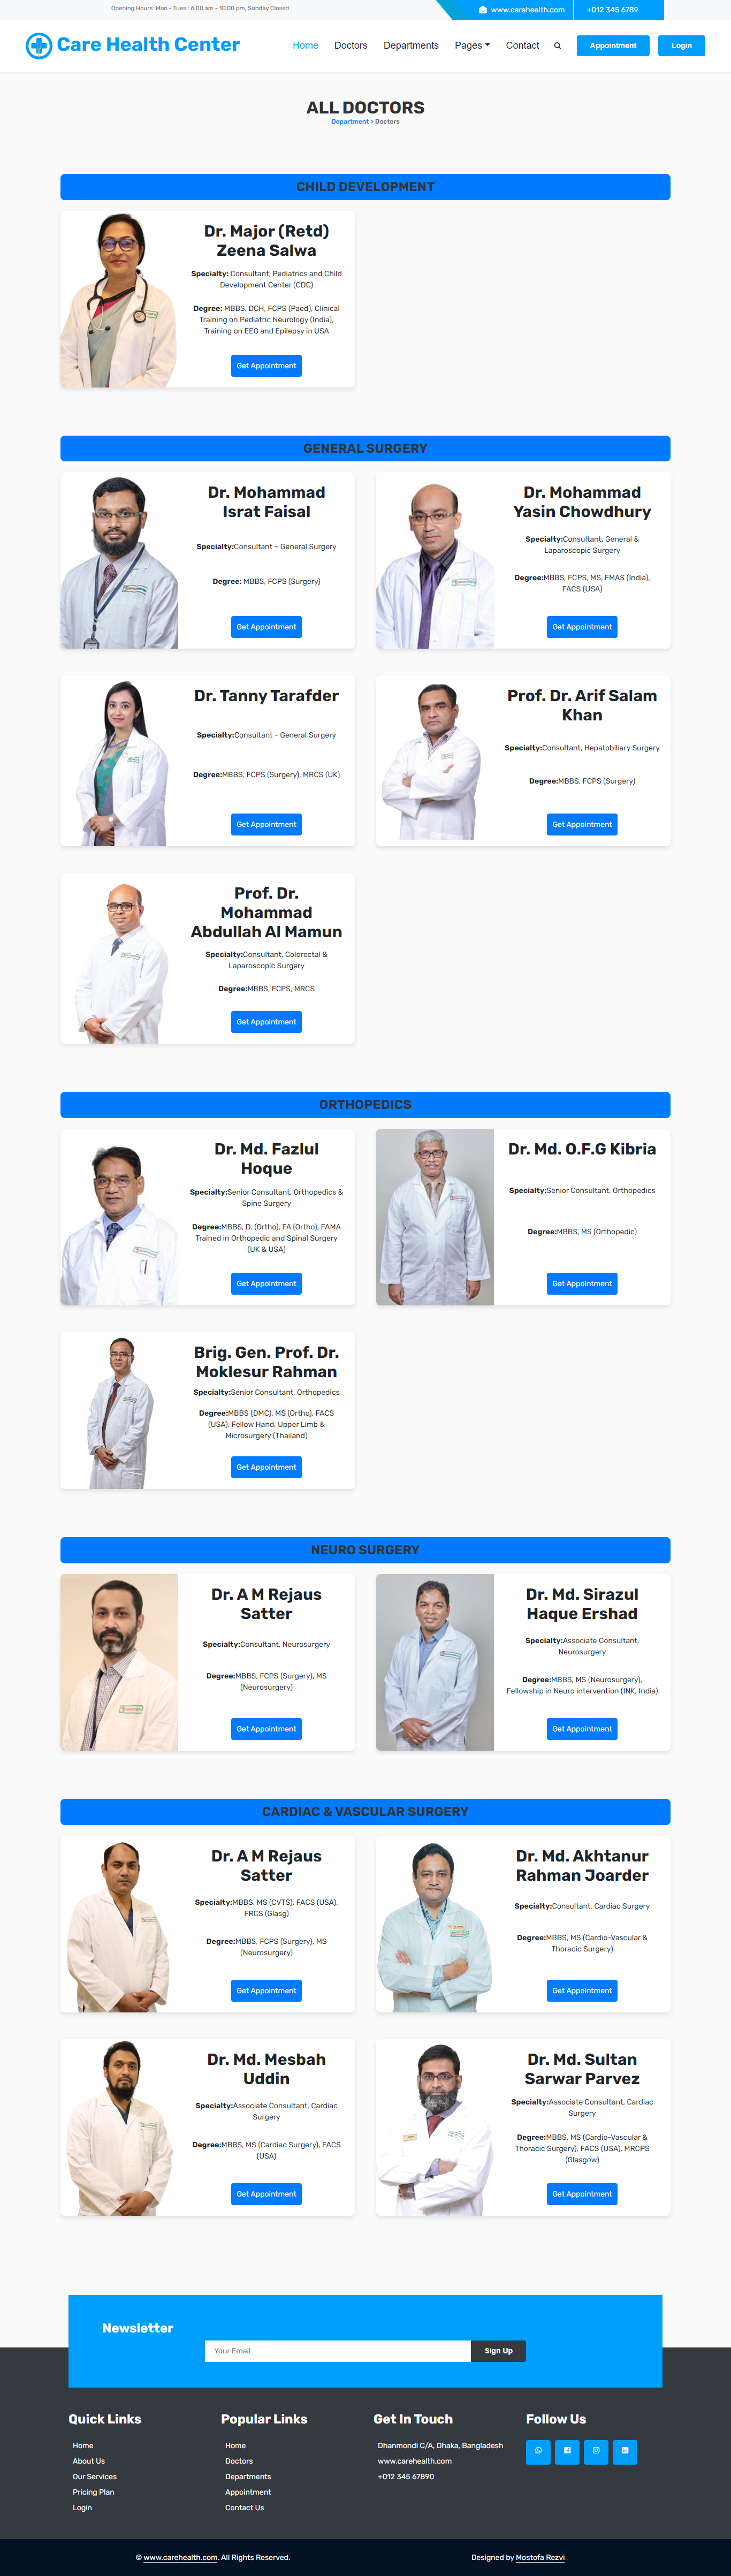 Opening Hours: Mon - Tues : 6.00 am - 10.00 pm, Sunday Closed
www.carehealth.com
+012 345 6789
Care Health Center
Home
Doctors
Departments
Pages
Contact
Appointment
Login
ALL DOCTORS
Department > Doctors
CHILD DEVELOPMENT
Dr. Major (Retd)
Zeena Salwa
Specialty: Consultant, Pediatrics and Child
Development Center (CDC)
Degree: MBBS, DCH, FCPS (Paed), Clinical
Training on Pediatric Neurology (India),
Training on EEG and Epilepsy in USA
Get Appointment
GENERAL SURGERY
Dr. Mohammad
Israt Faisal
Specialty:Consultant – General Surgery
Degree: MBBS, FCPS (Surgery)
Get Appointment
Dr. Mohammad
Yasin Chowdhury
Specialty:Consultant, General &
Laparoscopic Surgery
Degree:MBBS, FCPS, MS, FMAS (India),
FACS (USA)
Get Appointment
Dr. Tanny Tarafder
Specialty:Consultant - General Surgery
Degree:MBBS, FCPS (Surgery), MRCS (UK)
Get Appointment
Prof. Dr. Arif Salam
Khan
Specialty:Consultant, Hepatobiliary Surgery
Degree:MBBS, FCPS (Surgery)
Get Appointment
Prof. Dr.
Mohammad
Abdullah Al Mamun
Specialty:Consultant, Colorectal &
Laparoscopic Surgery
Degree:MBBS, FCPS, MRCS
Get Appointment
ORTHOPEDICS
Dr. Md. Fazlul
Hoque
Specialty:Senior Consultant, Orthopedics &
Spine Surgery
Degree:MBBS, D. (Ortho), FA (Ortho), FAMA
Trained in Orthopedic and Spinal Surgery
(UK & USA)
Get Appointment
Dr. Md. O.F.G Kibria
Specialty:Senior Consultant, Orthopedics
Degree:MBBS, MS (Orthopedic)
Get Appointment
Brig. Gen. Prof. Dr.
Moklesur Rahman
Specialty:Senior Consultant, Orthopedics
Degree:MBBS (DMC), MS (Ortho), FACS
(USA), Fellow Hand, Upper Limb &
Microsurgery (Thailand)
Get Appointment
NEURO SURGERY
Dr. A M Rejaus
Satter
Specialty:Consultant, Neurosurgery
Degree:MBBS, FCPS (Surgery), MS
(Neurosurgery)
Get Appointment
Dr. Md. Sirazul
Haque Ershad
Specialty:Associate Consultant,
Neurosurgery
Degree:MBBS, MS (Neurosurgery),
Fellowship in Neuro intervention (INK, India)
Get Appointment
CARDIAC & VASCULAR SURGERY
Dr. A M Rejaus
Satter
Specialty:MBBS, MS (CVTS), FACS (USA),
FRCS (Glasg)
Degree:MBBS, FCPS (Surgery), MS
(Neurosurgery)
Get Appointment
Dr. Md. Akhtanur
Rahman Joarder
Specialty:Consultant, Cardiac Surgery
Degree:MBBS, MS (Cardio-Vascular &
Thoracic Surgery)
Get Appointment
Dr. Md. Mesbah
Uddin
Specialty:Associate Consultant, Cardiac
Surgery
Degree:MBBS, MS (Cardiac Surgery), FACS
(USA)
Get Appointment
Dr. Md. Sultan
Sarwar Parvez
Specialty:Associate Consultant, Cardiac
Surgery
Degree:MBBS, MS (Cardio-Vascular &
Thoracic Surgery), FACS (USA), MRCPS
(Glasgow)
Get Appointment
Newsletter
Your Email
Sign Up
Quick Links
Home
About Us
Our Services
Pricing Plan
Login
Popular Links
Home
Doctors
Departments
Appointment
Contact Us
Get In Touch
Dhanmondi C/A, Dhaka, Bangladesh
www.carehealth.com
+012 345 67890
Follow Us
© www.carehealth.com. All Rights Reserved.
Designed by Mostofa Rezvi